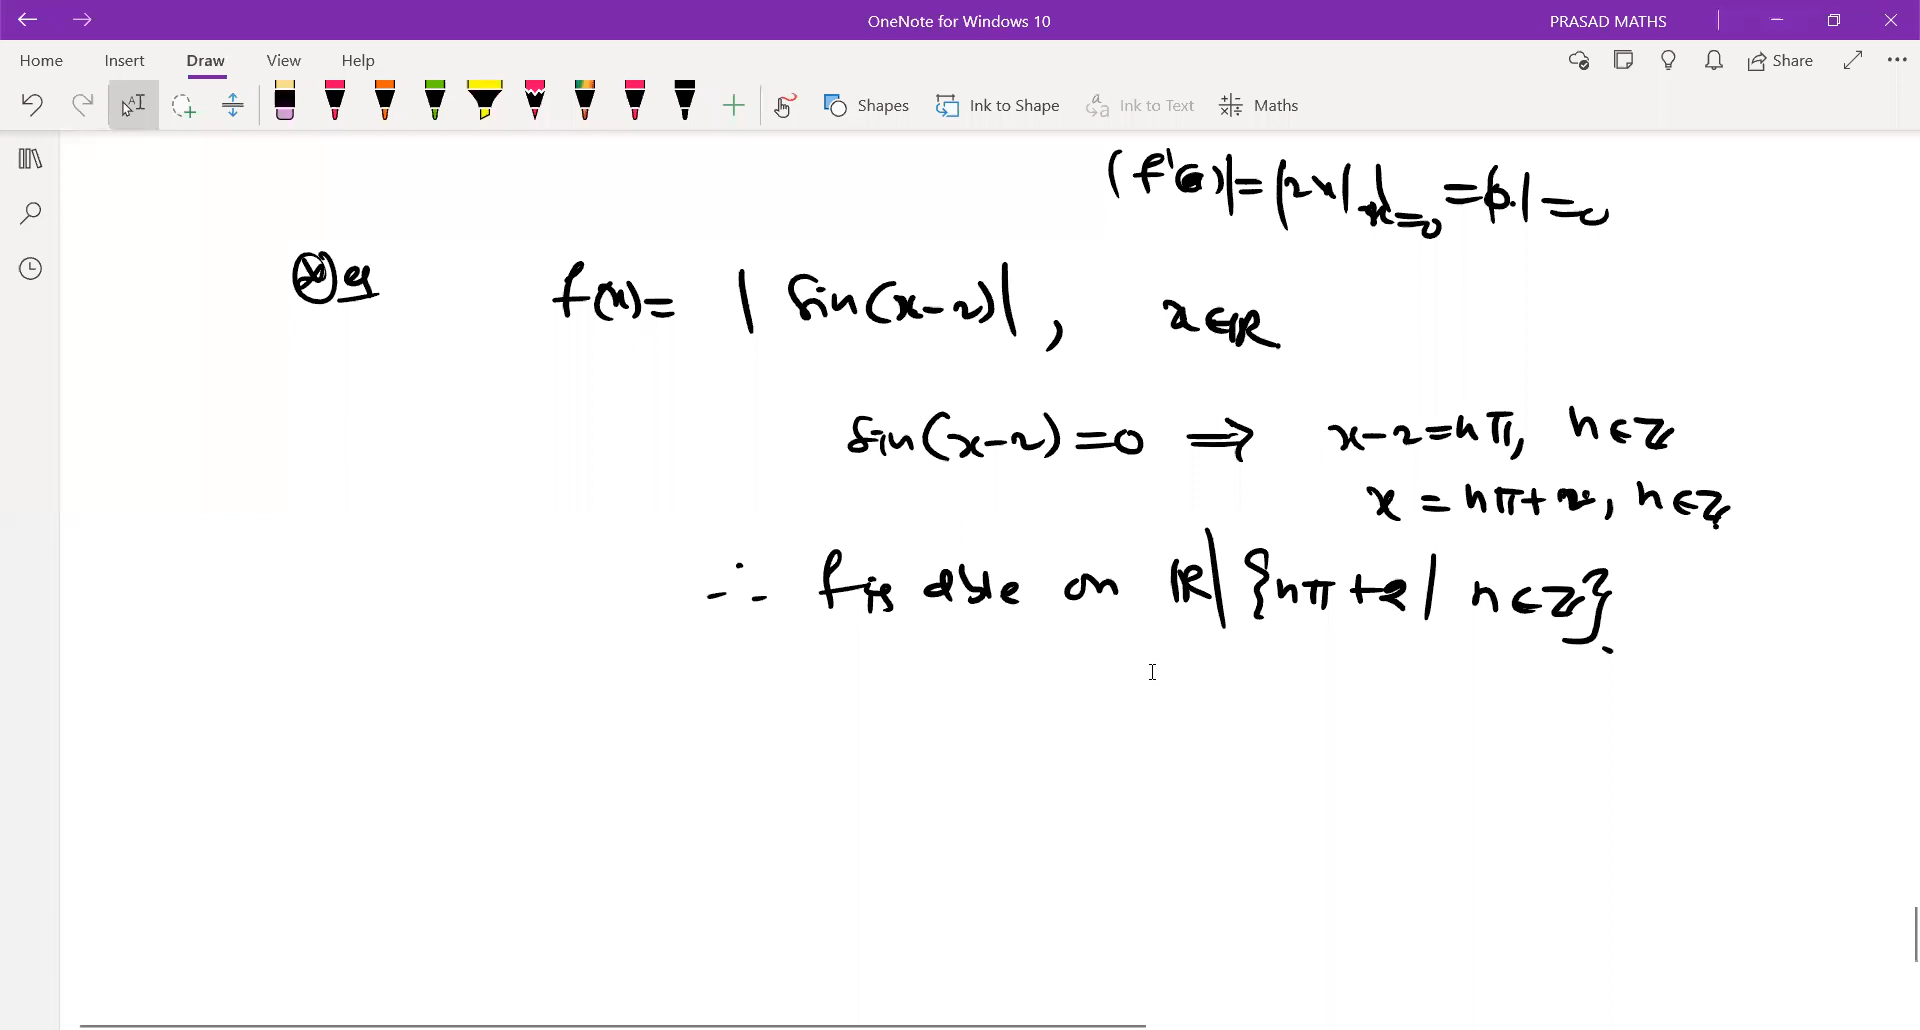 OneNote for Windows 10
PRASAD MATHS
Home Insert Draw View Help
Share
Shapes Ink to Shape Ink to Text Maths
|2x| x=0 = |0.| = 0
eg f(x) = | Sin(x-2) |, x∈ℝ
Sin(x-2) = 0 ⟹ x-2 = nπ, n∈ℤ
x = nπ+2, n∈ℤ
∴ f is able on ℝ\{nπ+2 | n∈ℤ}.